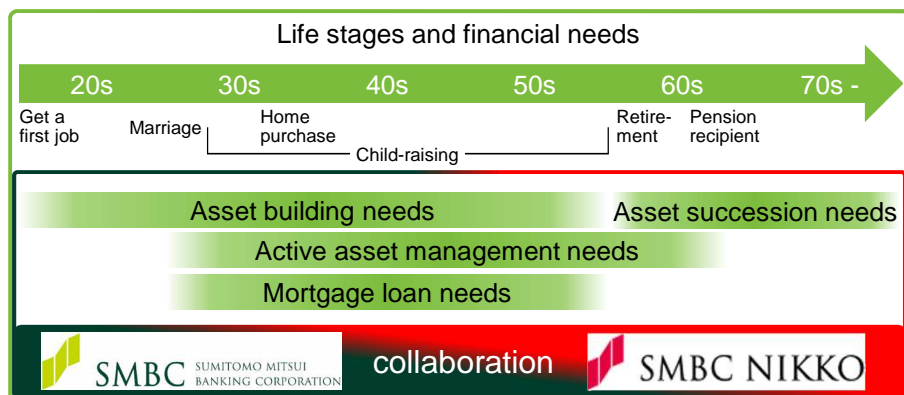 Life stages and financial needs
20s 30s 40s 50s 60s 70s -
Get a
first job
Marriage
Home
purchase
Child-raising
Retire-
ment
Pension
recipient
Asset building needs
Asset succession needs
Active asset management needs
Mortgage loan needs
SMBC SUMITOMO MITSUI
BANKING CORPORATION
collaboration
SMBC NIKKO